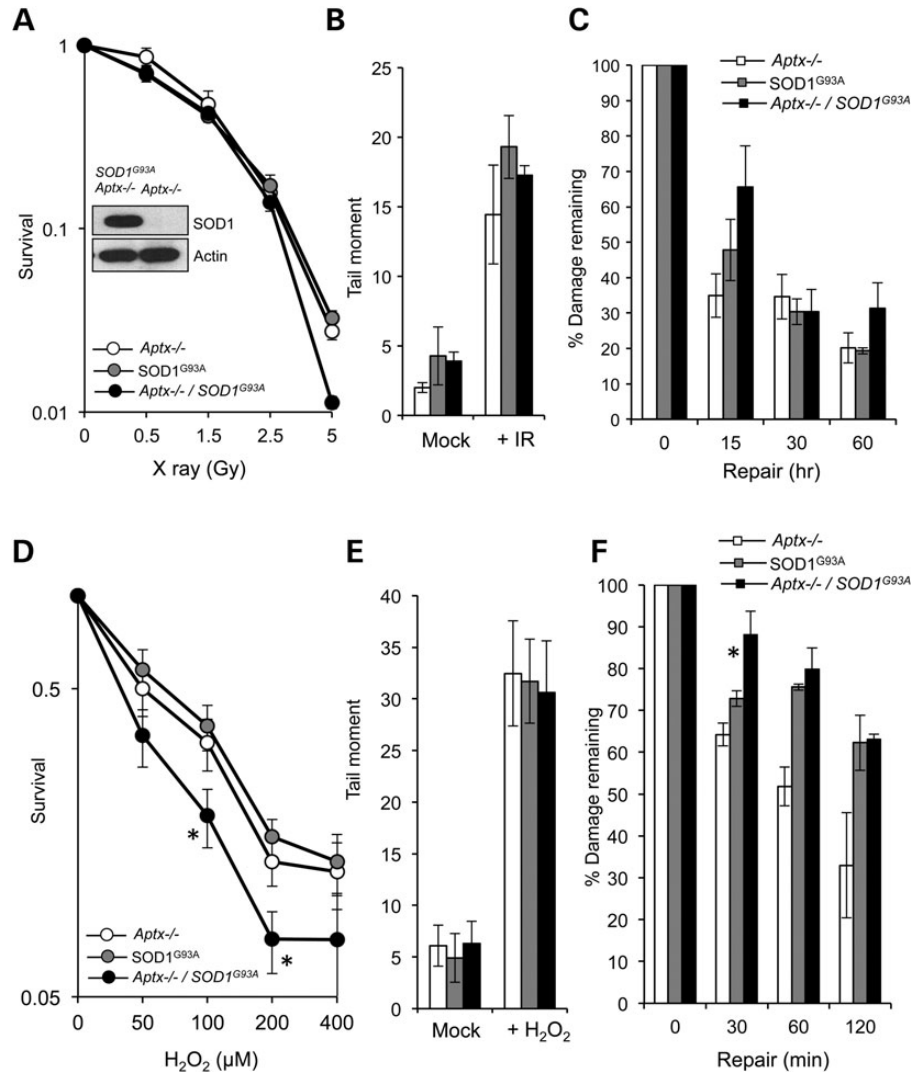 A
Survival
1
0.1
0.01
SOD1G93A
Aptx-/- Aptx-/-
SOD1
Actin
Aptx-/-
SOD1G93A
Aptx-/- / SOD1G93A
0 0.5 1.5 2.5 5
X ray (Gy)
B
Tail moment
25
20
15
10
5
0
Mock + IR
C
Aptx-/-
SOD1G93A
Aptx-/- / SOD1G93A
% Damage remaining
100
90
80
70
60
50
40
30
20
10
0
0 15 30 60
Repair (hr)
D
Survival
0.5
0.05
*
*
Aptx-/-
SOD1G93A
Aptx-/- / SOD1G93A
0 50 100 200 400
H2O2 (μM)
E
Tail moment
40
35
30
25
20
15
10
5
0
Mock + H2O2
F
Aptx-/-
SOD1G93A
Aptx-/- / SOD1G93A
% Damage remaining
100
90
80
70
60
50
40
30
20
10
0
*
0 30 60 120
Repair (min)